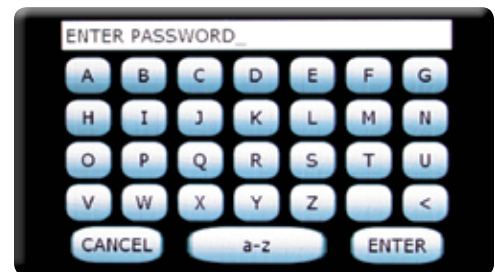 ENTER PASSWORD_
A B C D E F G
H I J K L M N
O P Q R S T U
V W X Y Z <
CANCEL a-z ENTER